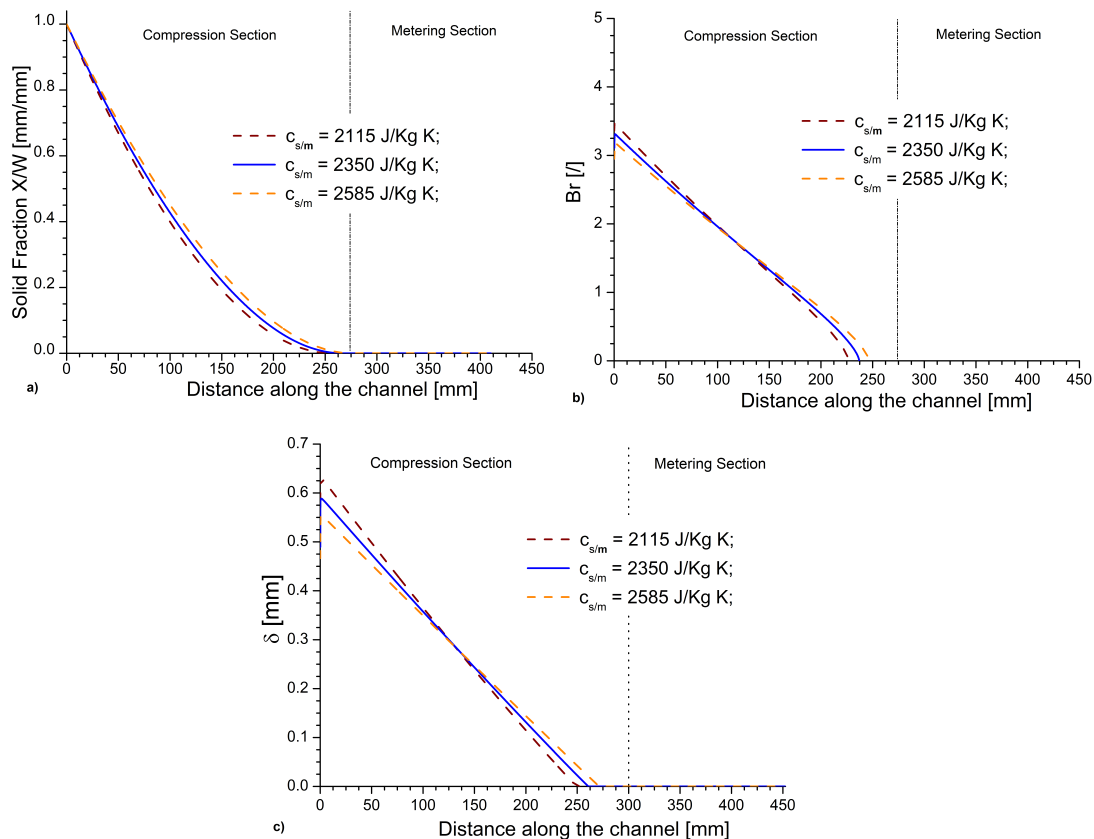 1.0
0.8
0.6
0.4
0.2
0.0
Solid Fraction X/W [mm/mm]
Compression Section
Metering Section
c_s/m = 2115 J/Kg K;
c_s/m = 2350 J/Kg K;
c_s/m = 2585 J/Kg K;
0 50 100 150 200 250 300 350 400 450
Distance along the channel [mm]
a)
5
4
3
2
1
0
Br [/]
Compression Section
Metering Section
c_s/m = 2115 J/Kg K;
c_s/m = 2350 J/Kg K;
c_s/m = 2585 J/Kg K;
0 50 100 150 200 250 300 350 400 450
Distance along the channel [mm]
b)
0.7
0.6
0.5
0.4
0.3
0.2
0.1
0.0
δ [mm]
Compression Section
Metering Section
c_s/m = 2115 J/Kg K;
c_s/m = 2350 J/Kg K;
c_s/m = 2585 J/Kg K;
0 50 100 150 200 250 300 350 400 450
Distance along the channel [mm]
c)